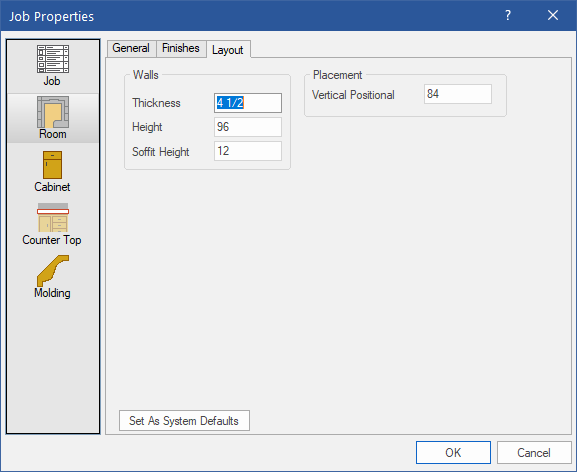 Job Properties
?
Job
Room
Cabinet
Counter Top
Molding
General Finishes Layout
Walls
Thickness 4 1/2
Height 96
Soffit Height 12
Placement
Vertical Positional 84
Set As System Defaults
OK Cancel